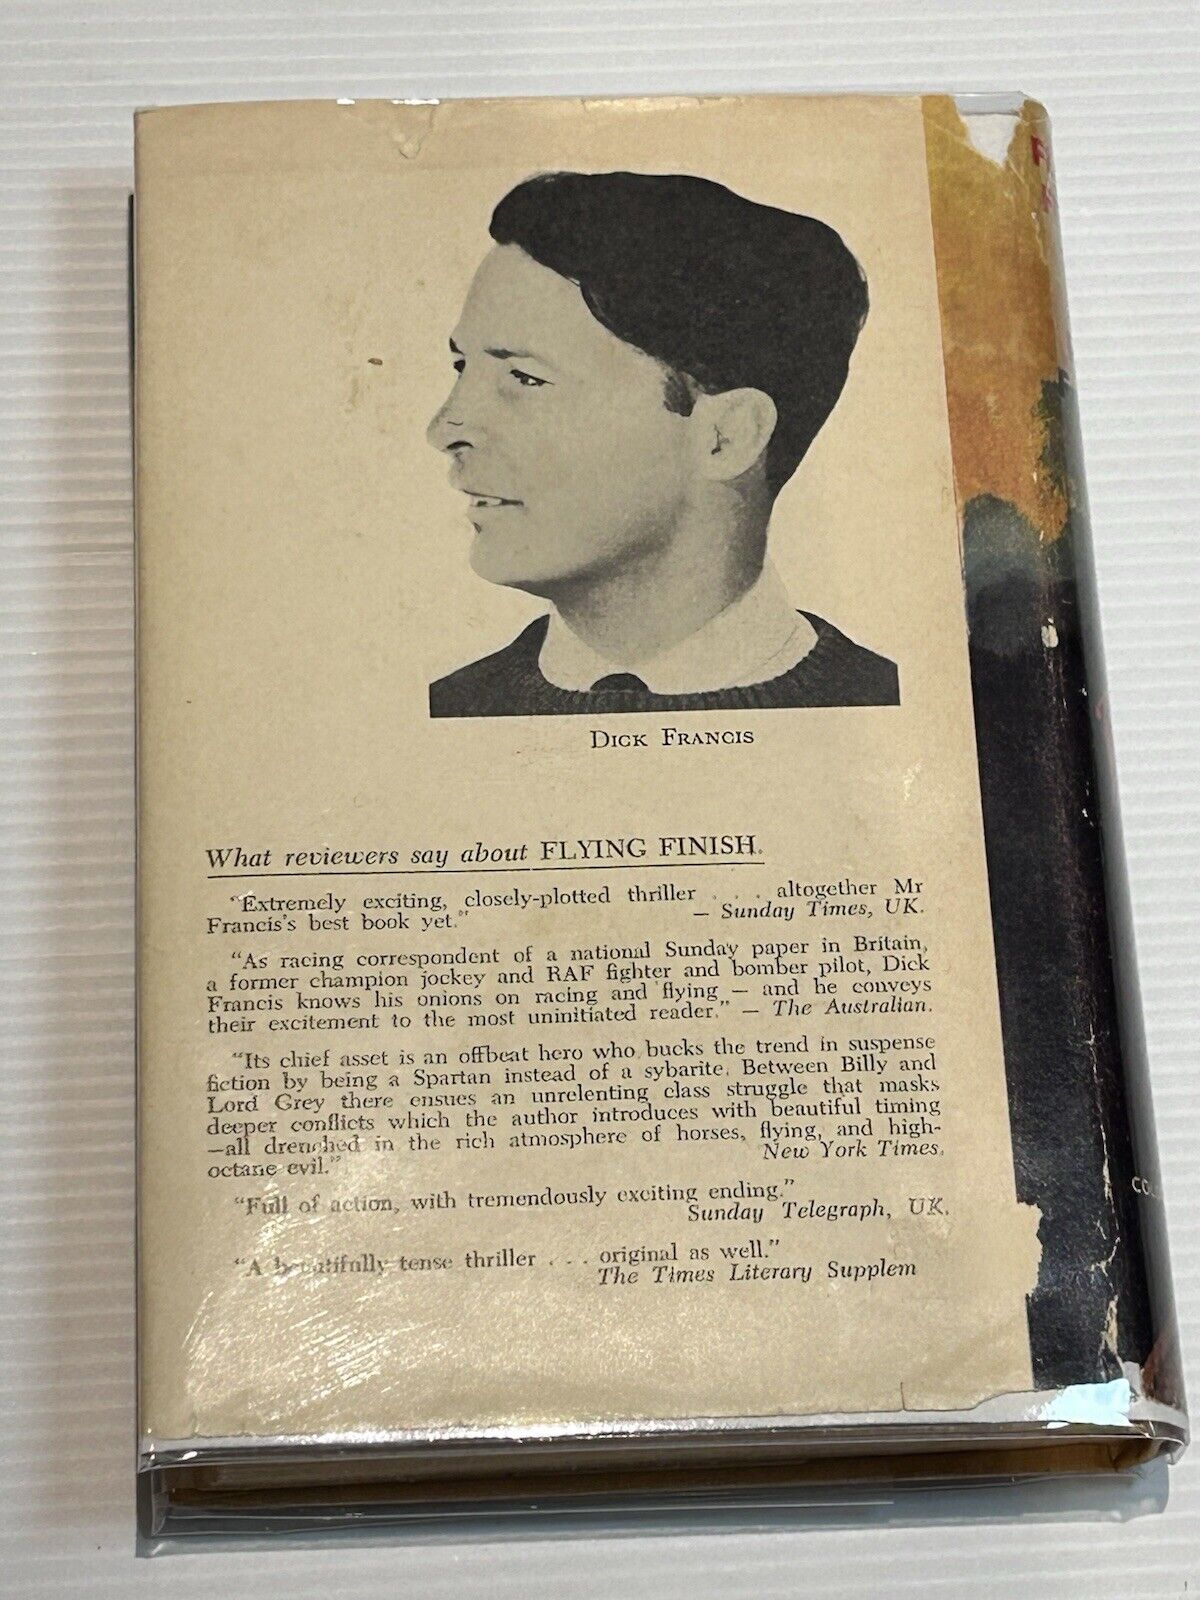 DICK FRANCIS
What reviewers say about FLYING FINISH.
"Extremely exciting, closely-plotted thriller . . . altogether Mr
Francis's best book yet." — Sunday Times, UK.
"As racing correspondent of a national Sunday paper in Britain,
a former champion jockey and RAF fighter and bomber pilot, Dick
Francis knows his onions on racing and flying — and he conveys
their excitement to the most uninitiated reader." — The Australian.
"Its chief asset is an offbeat hero who bucks the trend in suspense
fiction by being a Spartan instead of a sybarite. Between Billy and
Lord Grey there ensues an unrelenting class struggle that masks
deeper conflicts which the author introduces with beautiful timing
—all drenched in the rich atmosphere of horses, flying, and high-
octane evil." New York Times.
"Full of action, with tremendously exciting ending."
Sunday Telegraph, UK.
"A beautifully tense thriller . . . original as well."
The Times Literary Supplem